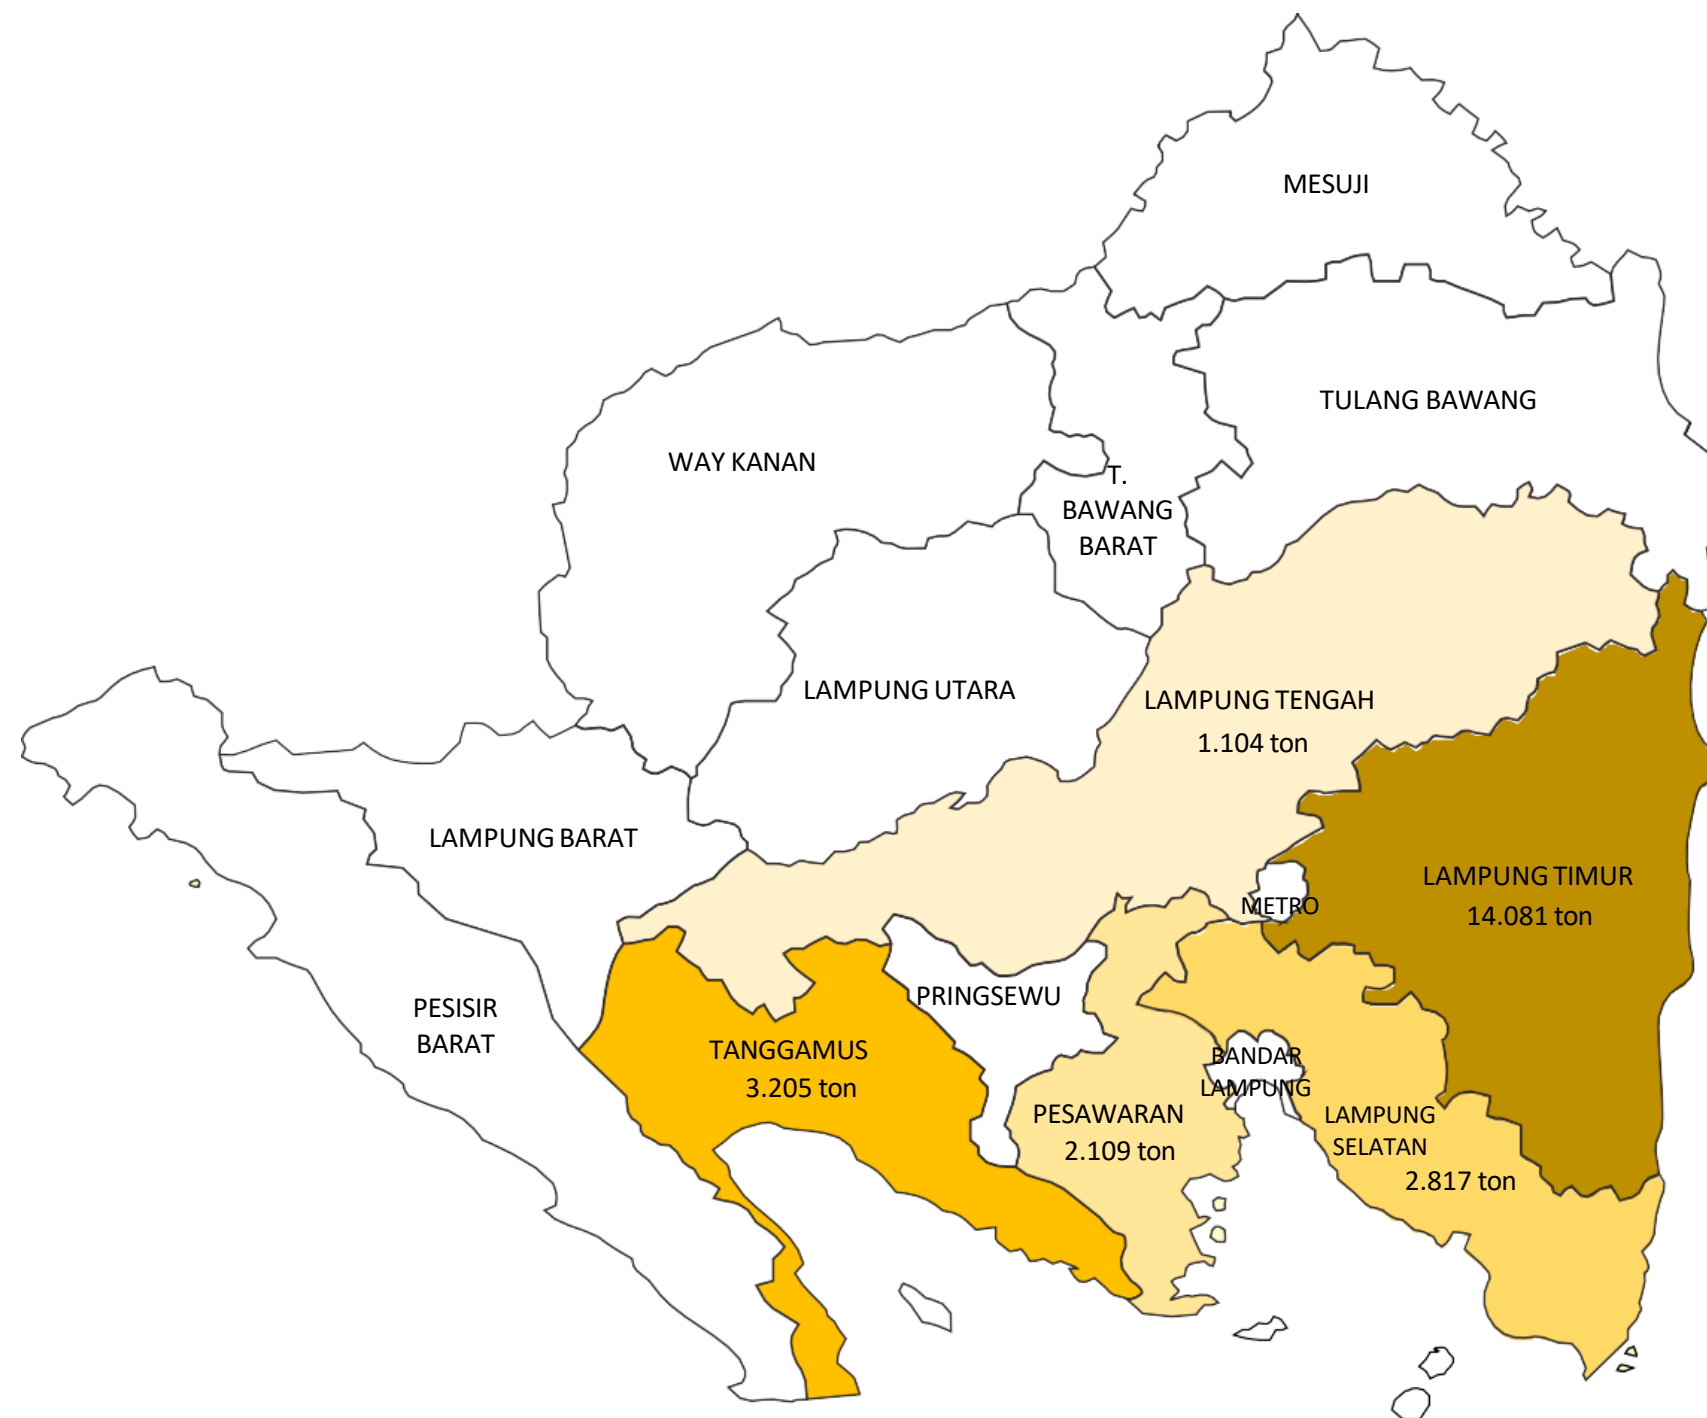 MESUJI
TULANG BAWANG
WAY KANAN
T.
BAWANG
BARAT
LAMPUNG UTARA
LAMPUNG TENGAH
1.104 ton
LAMPUNG BARAT
LAMPUNG TIMUR
14.081 ton
METRO
PESISIR
BARAT
PRINGSEWU
TANGGAMUS
3.205 ton
BANDAR
LAMPUNG
PESAWARAN
2.109 ton
LAMPUNG
SELATAN
2.817 ton